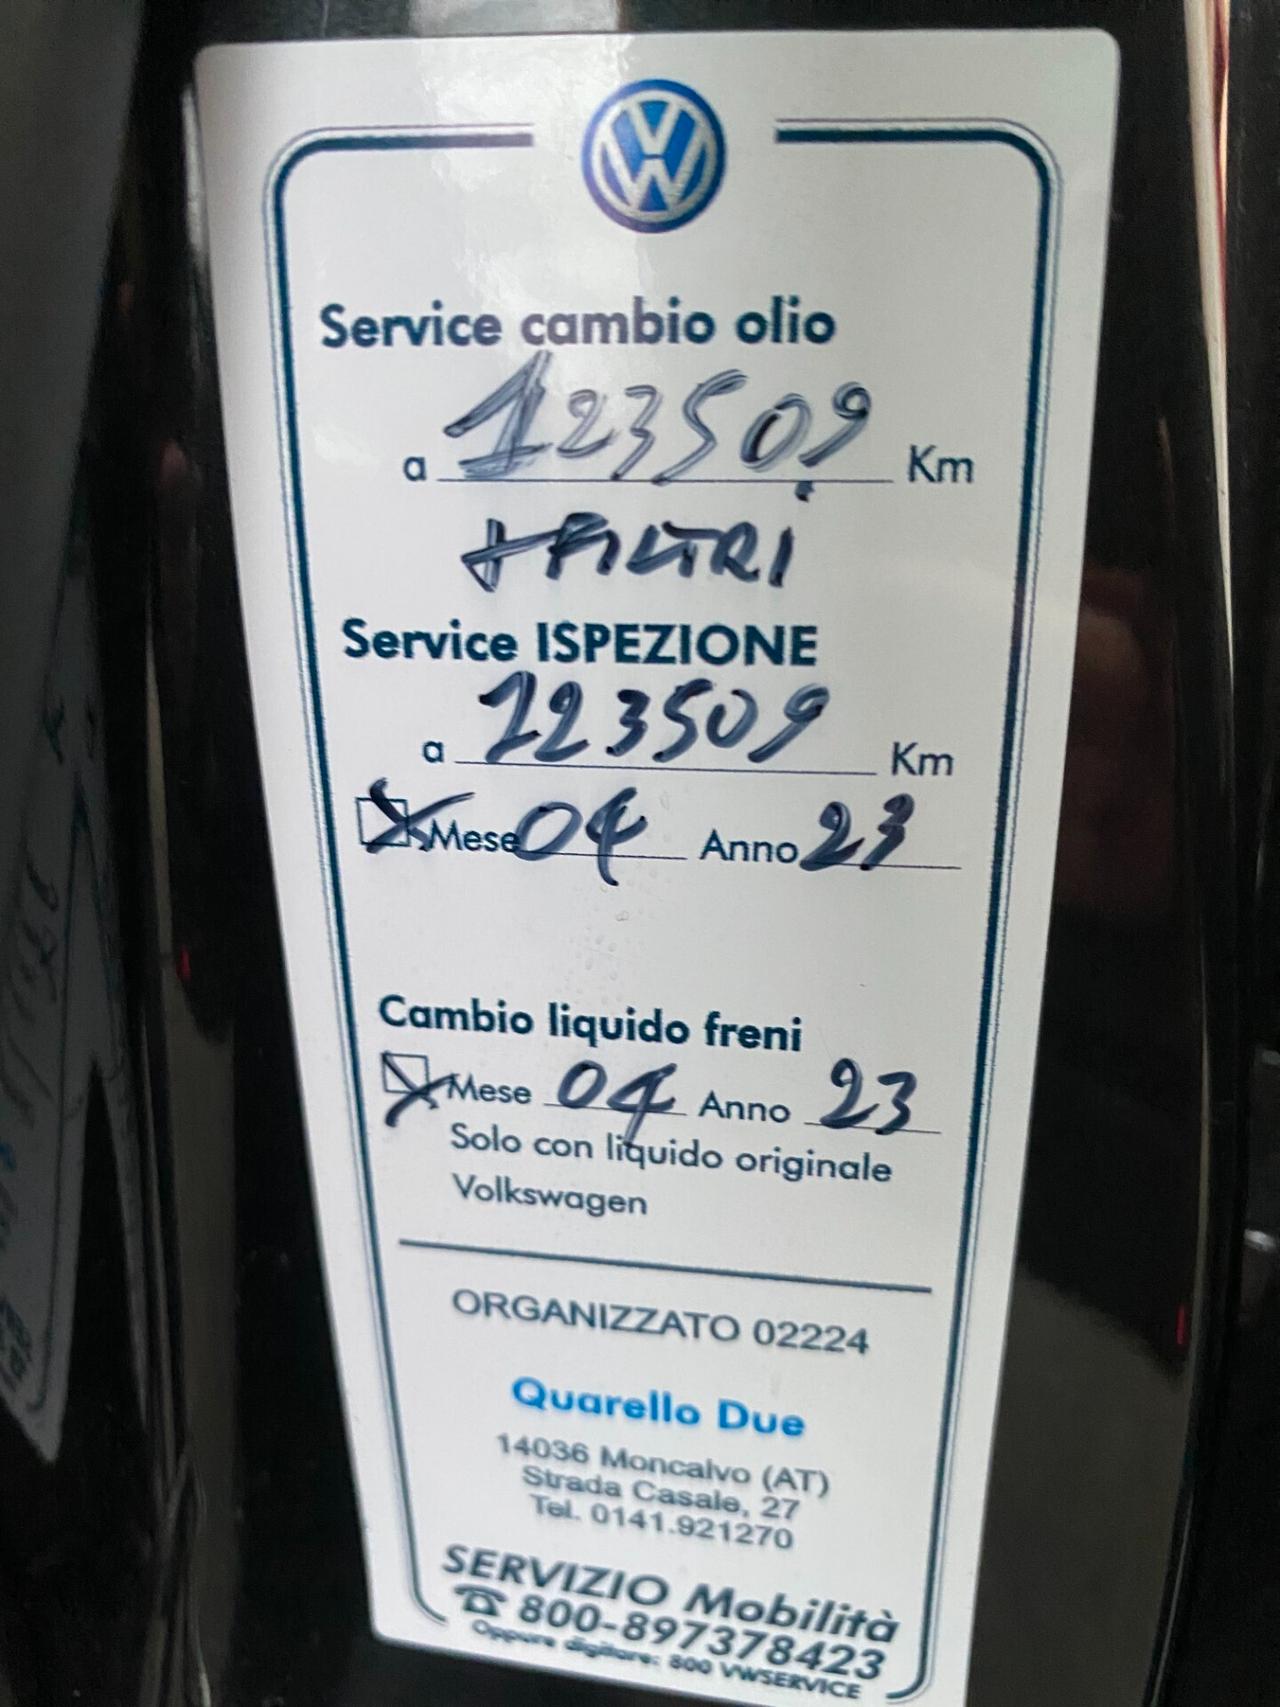 Service cambio olio
a 123509 Km
+ FILTRI
Service ISPEZIONE
a 123509 Km
Mese 04 Anno 23
Cambio liquido freni
Mese 04 Anno 23
Solo con liquido originale
Volkswagen
ORGANIZZATO 02224
Quarello Due
14036 Moncalvo (AT)
Strada Casale, 27
Tel. 0141.921270
SERVIZIO Mobilità
☎ 800-897378423
Oppure digitare: 800 VWSERVICE